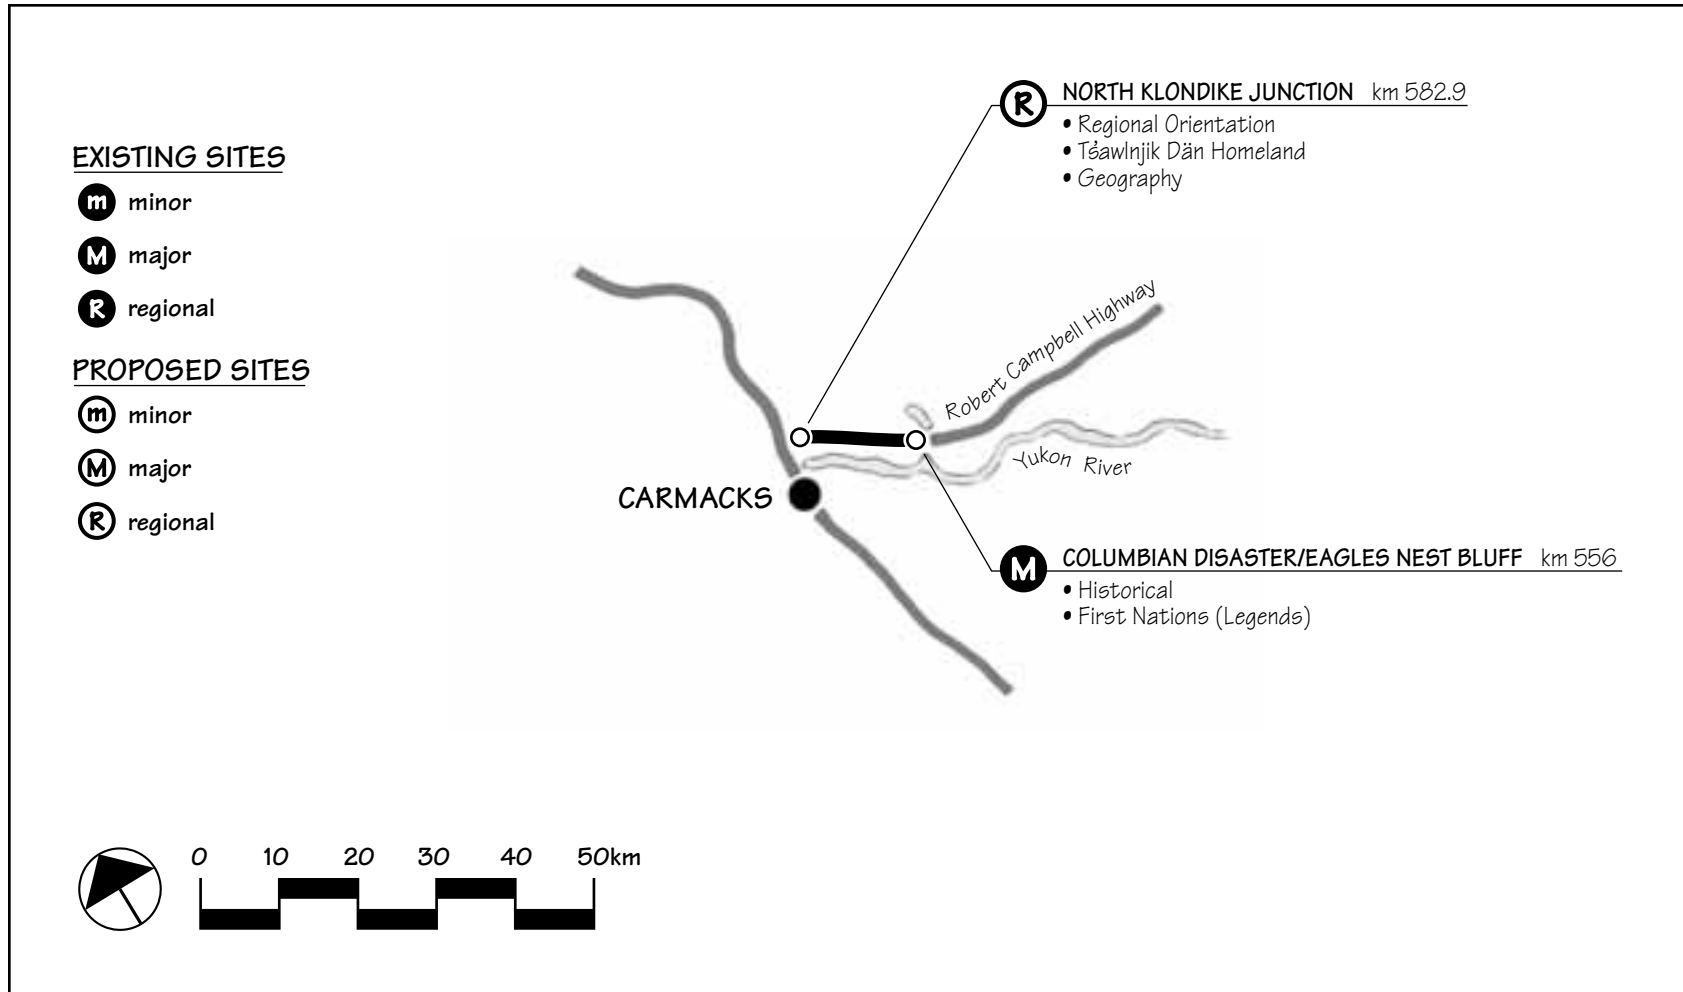 EXISTING SITES
m minor
M major
R regional
PROPOSED SITES
m minor
M major
R regional
R NORTH KLONDIKE JUNCTION km 582.9
• Regional Orientation
• Ts̓awlnjik Dän Homeland
• Geography
Robert Campbell Highway
Yukon River
CARMACKS
M COLUMBIAN DISASTER/EAGLES NEST BLUFF km 556
• Historical
• First Nations (Legends)
0 10 20 30 40 50km